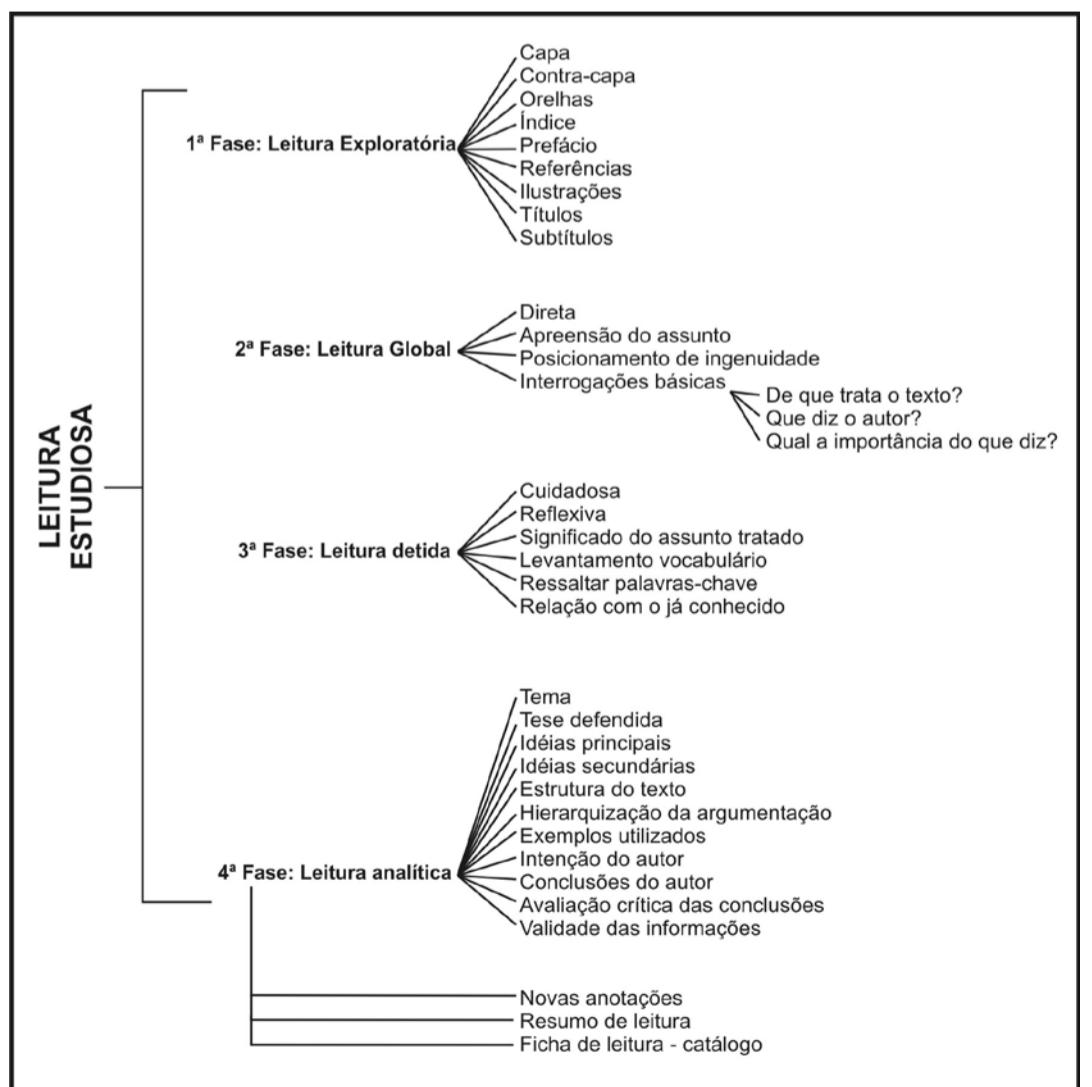 LEITURA
ESTUDIOSA
1ª Fase: Leitura Exploratória
Capa
Contra-capa
Orelhas
Índice
Prefácio
Referências
Ilustrações
Títulos
Subtítulos
2ª Fase: Leitura Global
Direta
Apreensão do assunto
Posicionamento de ingenuidade
Interrogações básicas
De que trata o texto?
Que diz o autor?
Qual a importância do que diz?
3ª Fase: Leitura detida
Cuidadosa
Reflexiva
Significado do assunto tratado
Levantamento vocabulário
Ressaltar palavras-chave
Relação com o já conhecido
4ª Fase: Leitura analítica
Tema
Tese defendida
Idéias principais
Idéias secundárias
Estrutura do texto
Hierarquização da argumentação
Exemplos utilizados
Intenção do autor
Conclusões do autor
Avaliação crítica das conclusões
Validade das informações
Novas anotações
Resumo de leitura
Ficha de leitura - catálogo